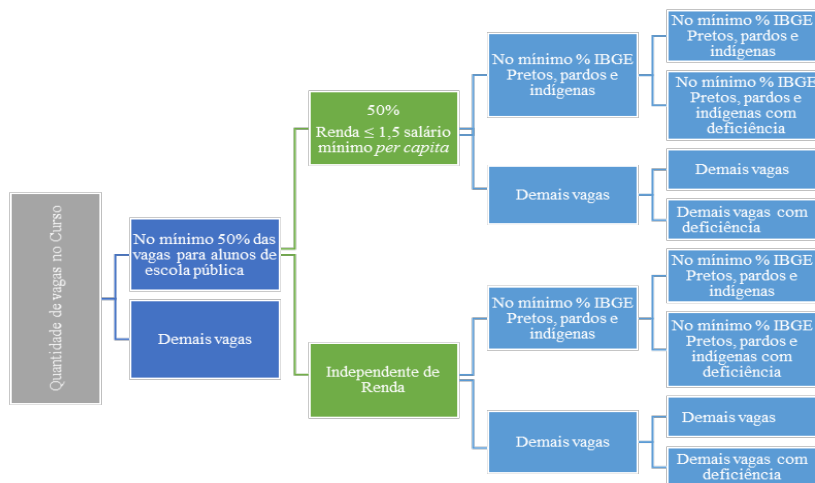 Quantidade de vagas no Curso
No mínimo 50% das
vagas para alunos de
escola pública
Demais vagas
50%
Renda ≤ 1,5 salário
mínimo per capita
Independente de
Renda
No mínimo % IBGE
Pretos, pardos e
indígenas
Demais vagas
No mínimo % IBGE
Pretos, pardos e
indígenas
Demais vagas
No mínimo % IBGE
Pretos, pardos e
indígenas
No mínimo % IBGE
Pretos, pardos e
indígenas com
deficiência
Demais vagas
Demais vagas com
deficiência
No mínimo % IBGE
Pretos, pardos e
indígenas
No mínimo % IBGE
Pretos, pardos e
indígenas com
deficiência
Demais vagas
Demais vagas com
deficiência